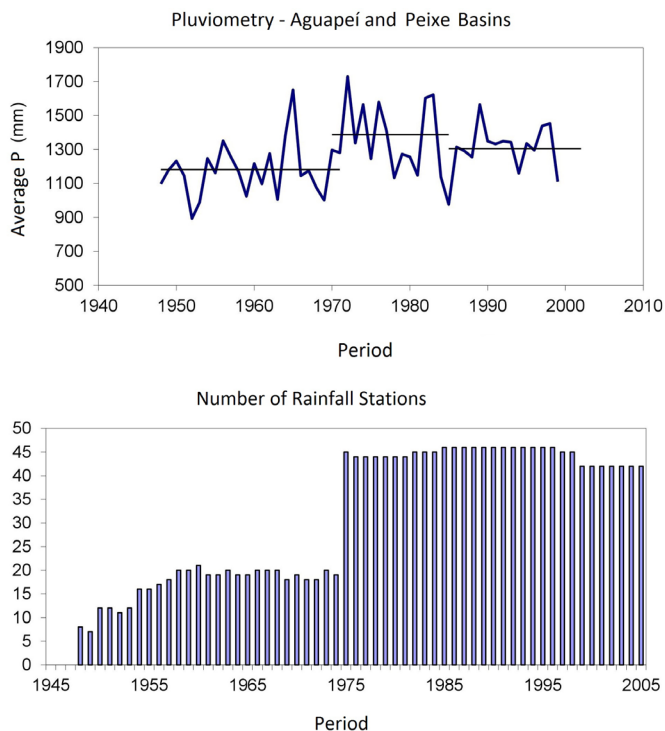 Pluviometry - Aguapeí and Peixe Basins
1900
1700
1500
1300
1100
900
700
500
Average P (mm)
1940 1950 1960 1970 1980 1990 2000 2010
Period
Number of Rainfall Stations
50
45
40
35
30
25
20
15
10
5
0
1945 1955 1965 1975 1985 1995 2005
Period